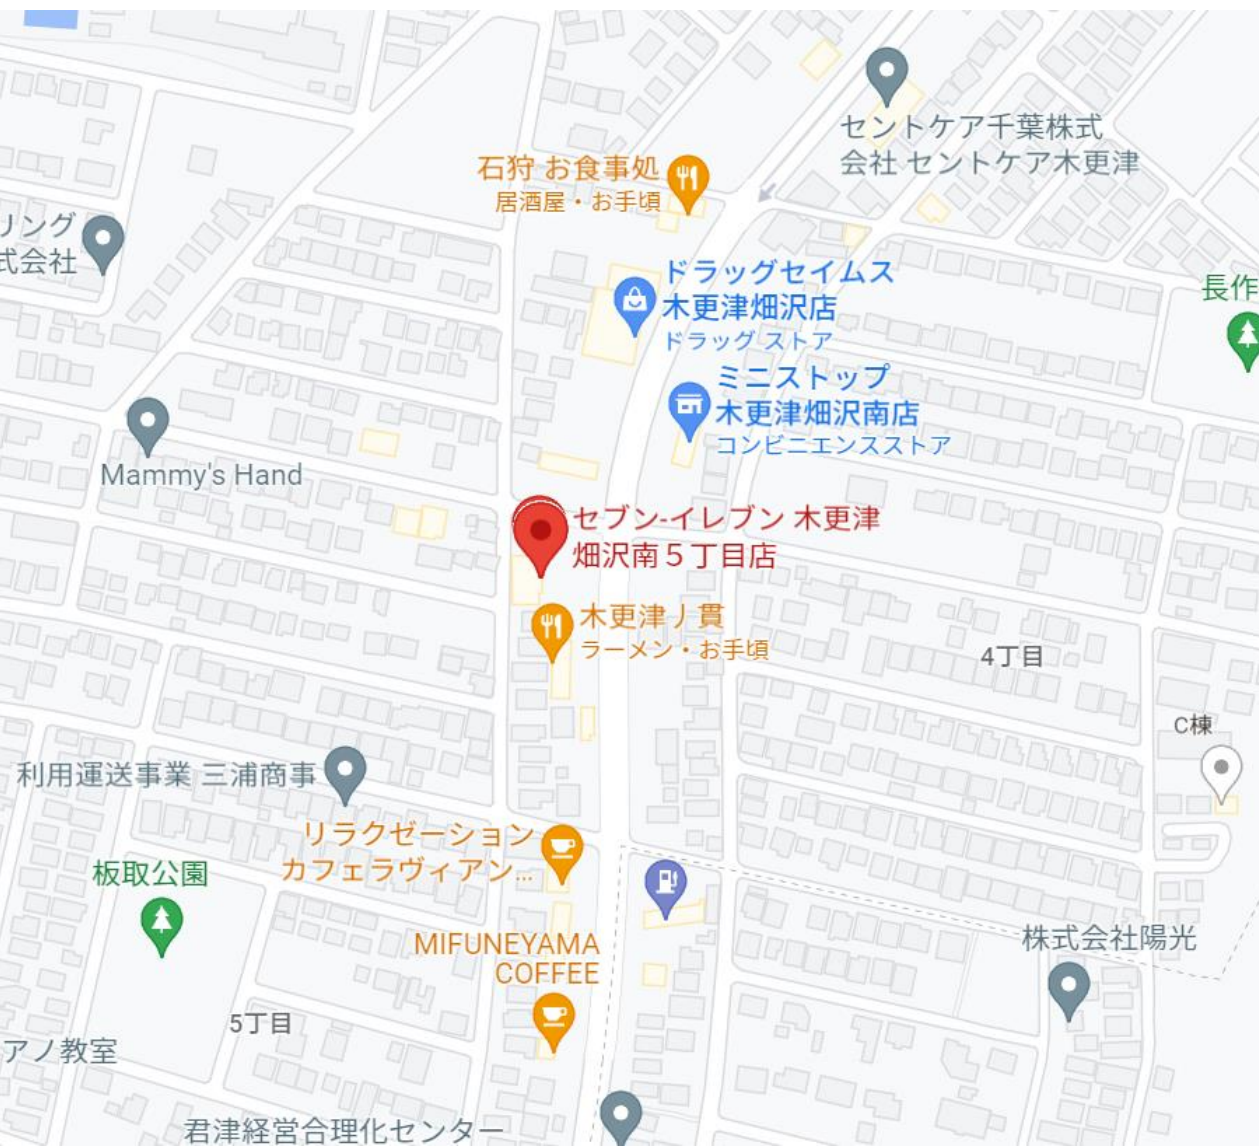 セントケア千葉株式
会社 セントケア木更津
石狩 お食事処
居酒屋・お手頃
リング
式会社
ドラッグセイムス
木更津畑沢店
ドラッグ ストア
長作
ミニストップ
木更津畑沢南店
コンビニエンスストア
Mammy's Hand
セブン-イレブン 木更津
畑沢南５丁目店
木更津丿貫
ラーメン・お手頃
4丁目
C棟
利用運送事業 三浦商事
リラクゼーション
カフェラヴィアン...
板取公園
MIFUNEYAMA
COFFEE
株式会社陽光
5丁目
アノ教室
君津経営合理化センター